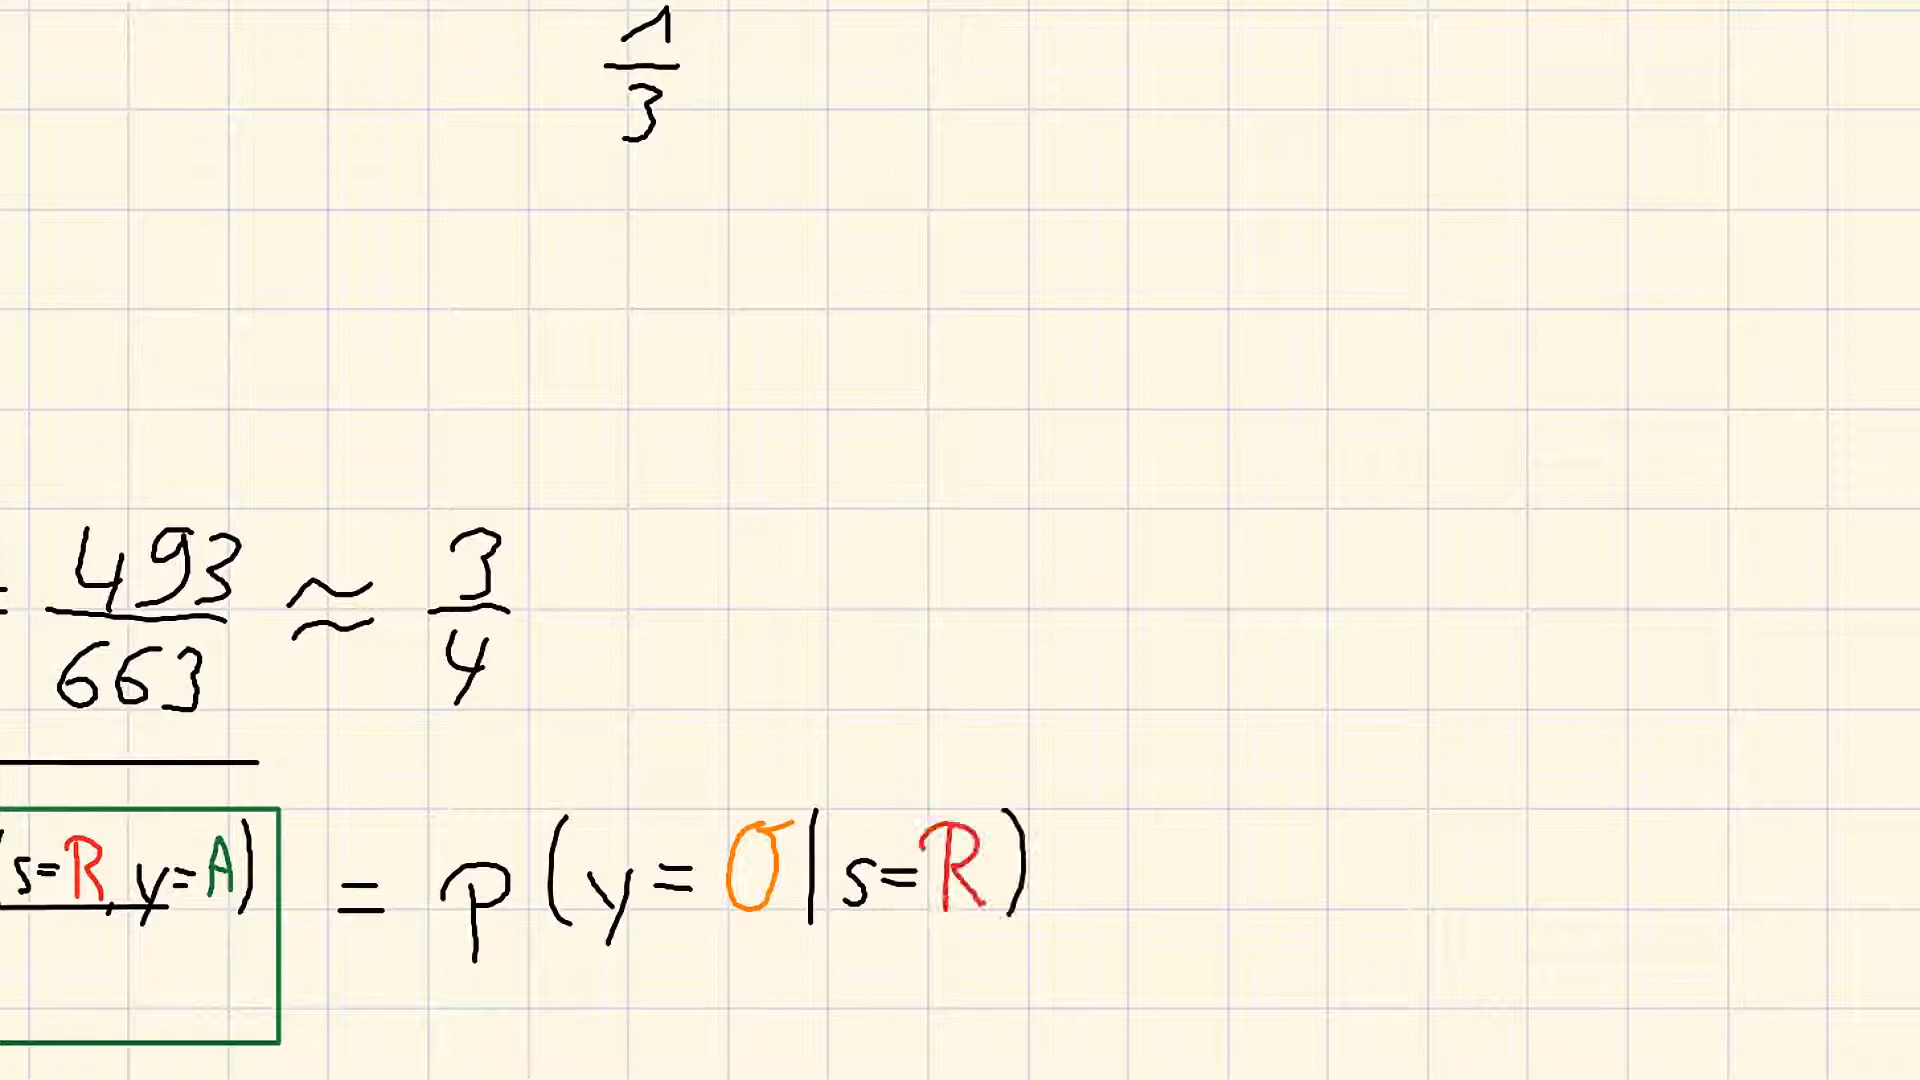 1/3
= 493/663 ≈ 3/4
(s=R, y=A) = p(y=O|s=R)